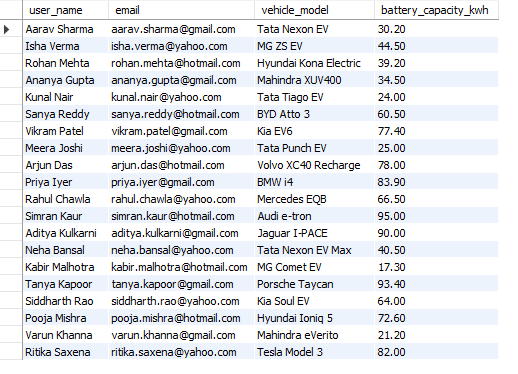 user_name email vehicle_model battery_capacity_kwh
Aarav Sharma aarav.sharma@gmail.com Tata Nexon EV 30.20
Isha Verma isha.verma@yahoo.com MG ZS EV 44.50
Rohan Mehta rohan.mehta@hotmail.com Hyundai Kona Electric 39.20
Ananya Gupta ananya.gupta@gmail.com Mahindra XUV400 34.50
Kunal Nair kunal.nair@yahoo.com Tata Tiago EV 24.00
Sanya Reddy sanya.reddy@hotmail.com BYD Atto 3 60.50
Vikram Patel vikram.patel@gmail.com Kia EV6 77.40
Meera Joshi meera.joshi@yahoo.com Tata Punch EV 25.00
Arjun Das arjun.das@hotmail.com Volvo XC40 Recharge 78.00
Priya Iyer priya.iyer@gmail.com BMW i4 83.90
Rahul Chawla rahul.chawla@yahoo.com Mercedes EQB 66.50
Simran Kaur simran.kaur@hotmail.com Audi e-tron 95.00
Aditya Kulkarni aditya.kulkarni@gmail.com Jaguar I-PACE 90.00
Neha Bansal neha.bansal@yahoo.com Tata Nexon EV Max 40.50
Kabir Malhotra kabir.malhotra@hotmail.com MG Comet EV 17.30
Tanya Kapoor tanya.kapoor@gmail.com Porsche Taycan 93.40
Siddharth Rao siddharth.rao@yahoo.com Kia Soul EV 64.00
Pooja Mishra pooja.mishra@hotmail.com Hyundai Ioniq 5 72.60
Varun Khanna varun.khanna@gmail.com Mahindra eVerito 21.20
Ritika Saxena ritika.saxena@yahoo.com Tesla Model 3 82.00